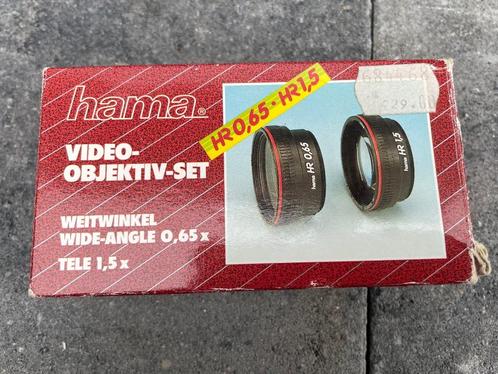 hama®
HR 0,65 · HR 1,5
VIDEO-
OBJEKTIV-SET
WEITWINKEL
WIDE-ANGLE 0,65 x
TELE 1,5 x
hama HR 0,65
hama HR 1,5